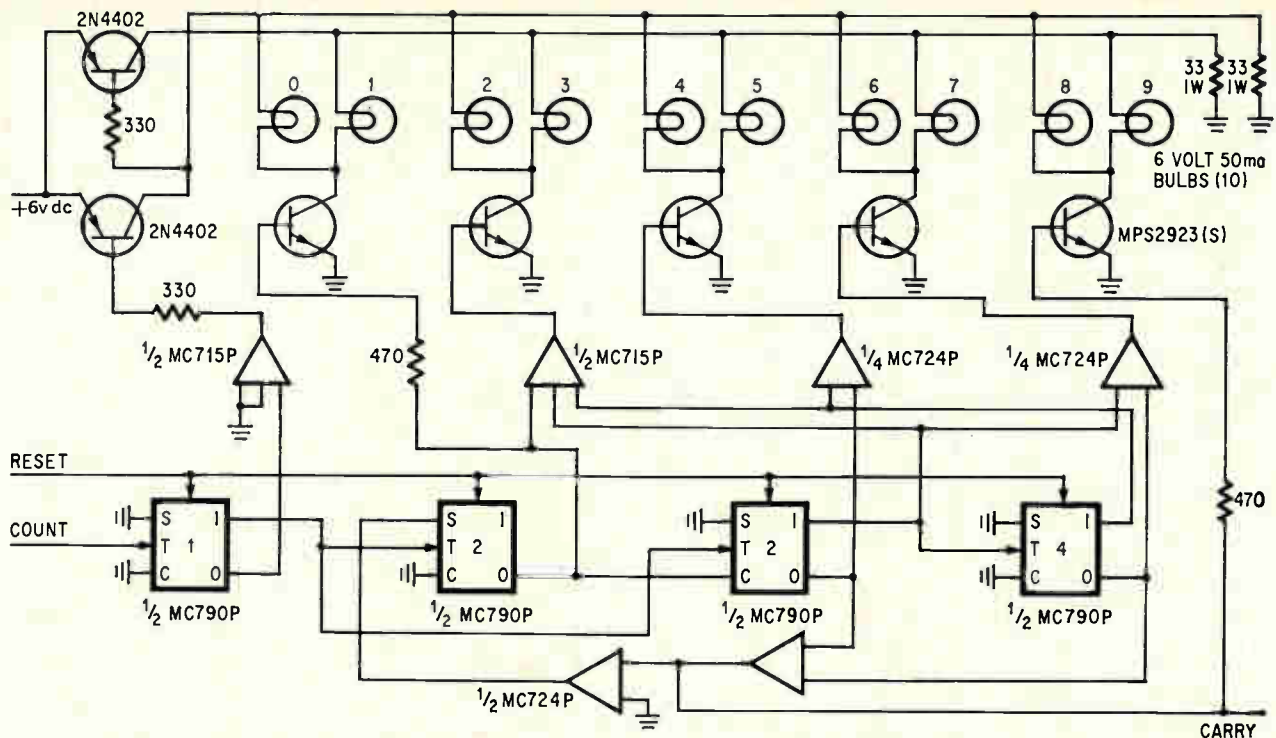 2N4402
330
+6v dc
2N4402
330
0
1
2
3
4
5
6
7
8
9
33
1W
33
1W
6 VOLT 50ma
BULBS (10)
MPS2923(S)
1/2 MC715P
470
1/2 MC715P
1/4 MC724P
1/4 MC724P
470
RESET
COUNT
S 1
T 1
C 0
1/2 MC790P
S 1
T 2
C 0
1/2 MC790P
S 1
T 2
C 0
1/2 MC790P
S 1
T 4
C 0
1/2 MC790P
1/2 MC724P
CARRY